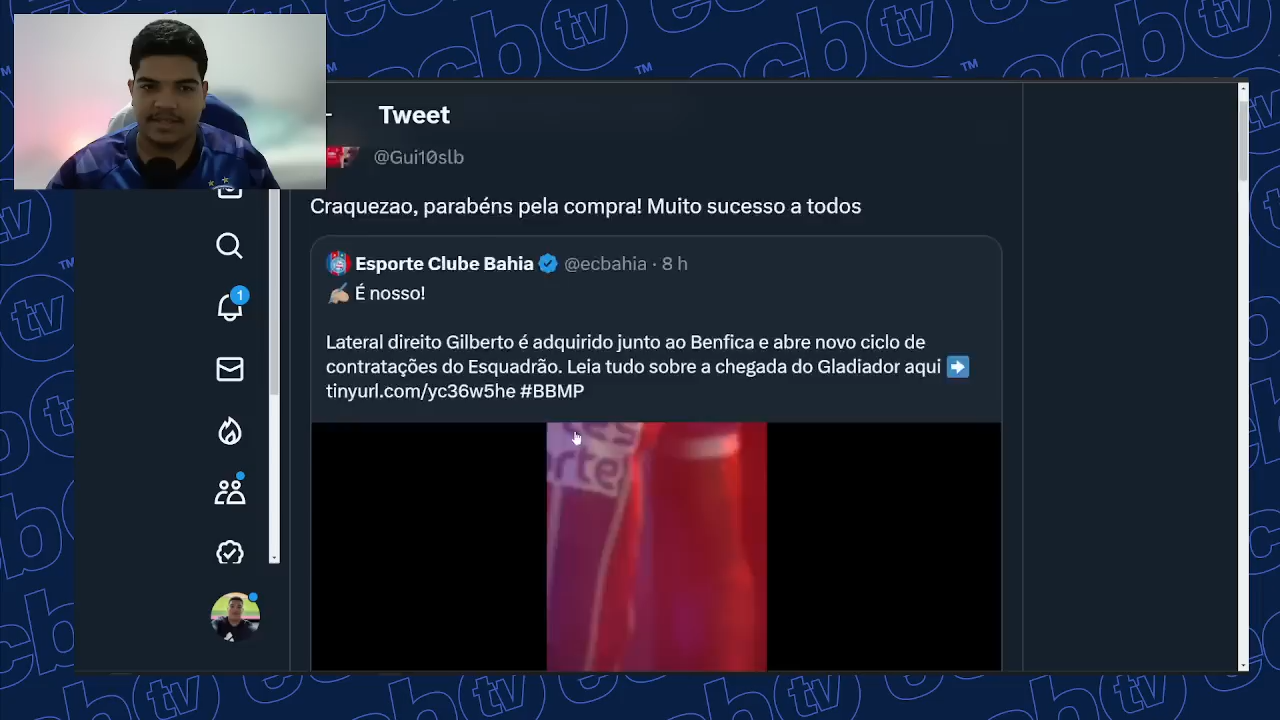 Tweet
@Gui10slb
Craquezao, parabéns pela compra! Muito sucesso a todos
Esporte Clube Bahia @ecbahia · 8 h
✍🏼 É nosso!
Lateral direito Gilberto é adquirido junto ao Benfica e abre novo ciclo de
contratações do Esquadrão. Leia tudo sobre a chegada do Gladiador aqui ➡️
tinyurl.com/yc36w5he #BBMP
1
ecbtv
TM